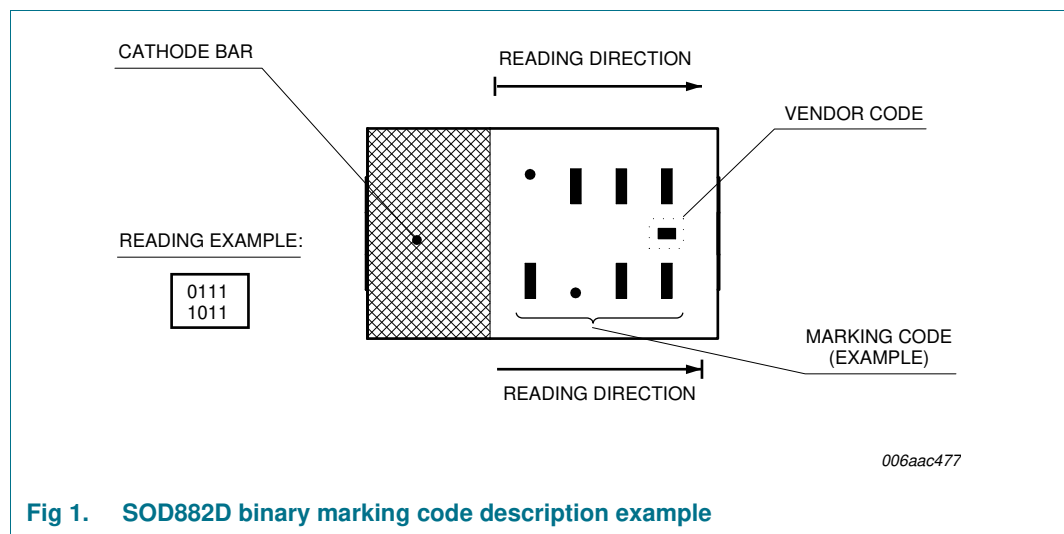 CATHODE BAR
READING DIRECTION
VENDOR CODE
READING EXAMPLE:
0111
1011
MARKING CODE
(EXAMPLE)
READING DIRECTION
006aac477
Fig 1. SOD882D binary marking code description example